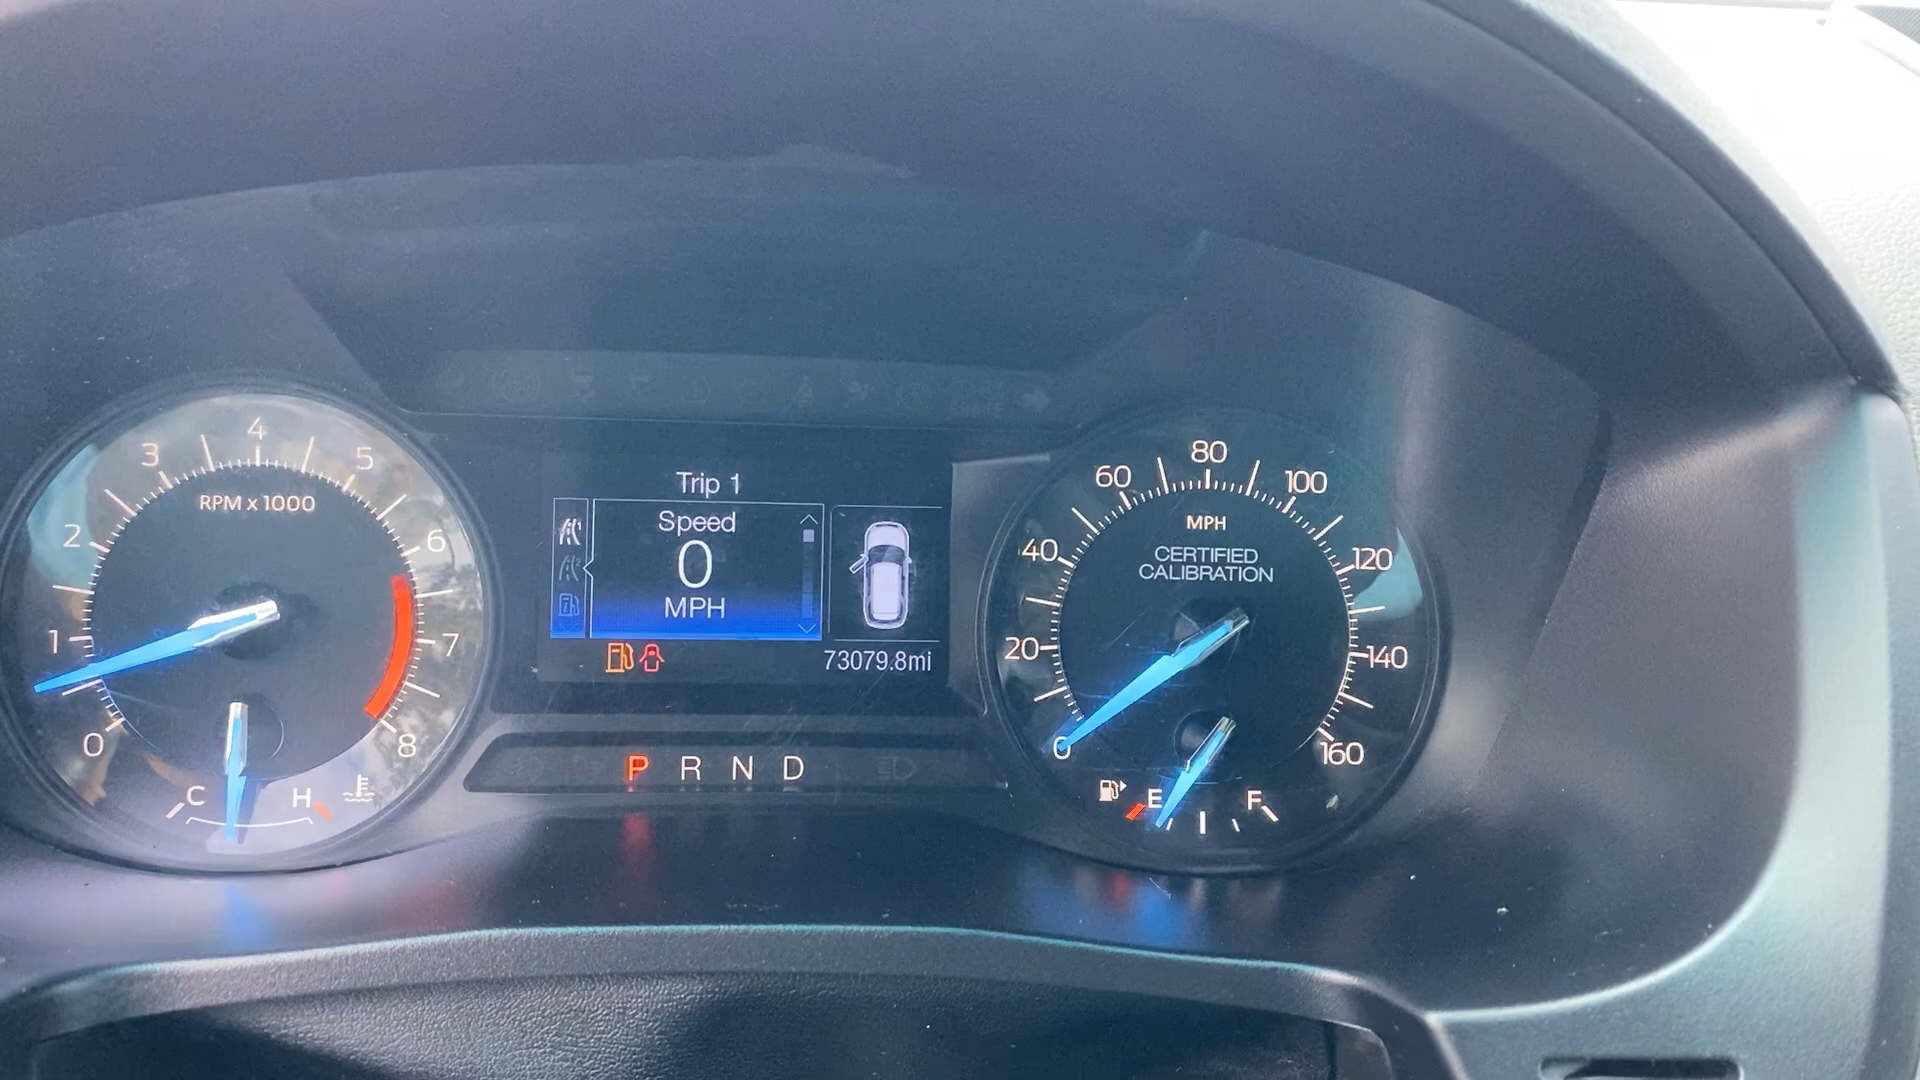 4
3
5
RPM x 1000
2
6
1
7
0
8
C
H
Trip 1
Speed
0
MPH
73079.8mi
P R N D
80
60
100
MPH
CERTIFIED
CALIBRATION
40
120
20
140
0
160
E
F